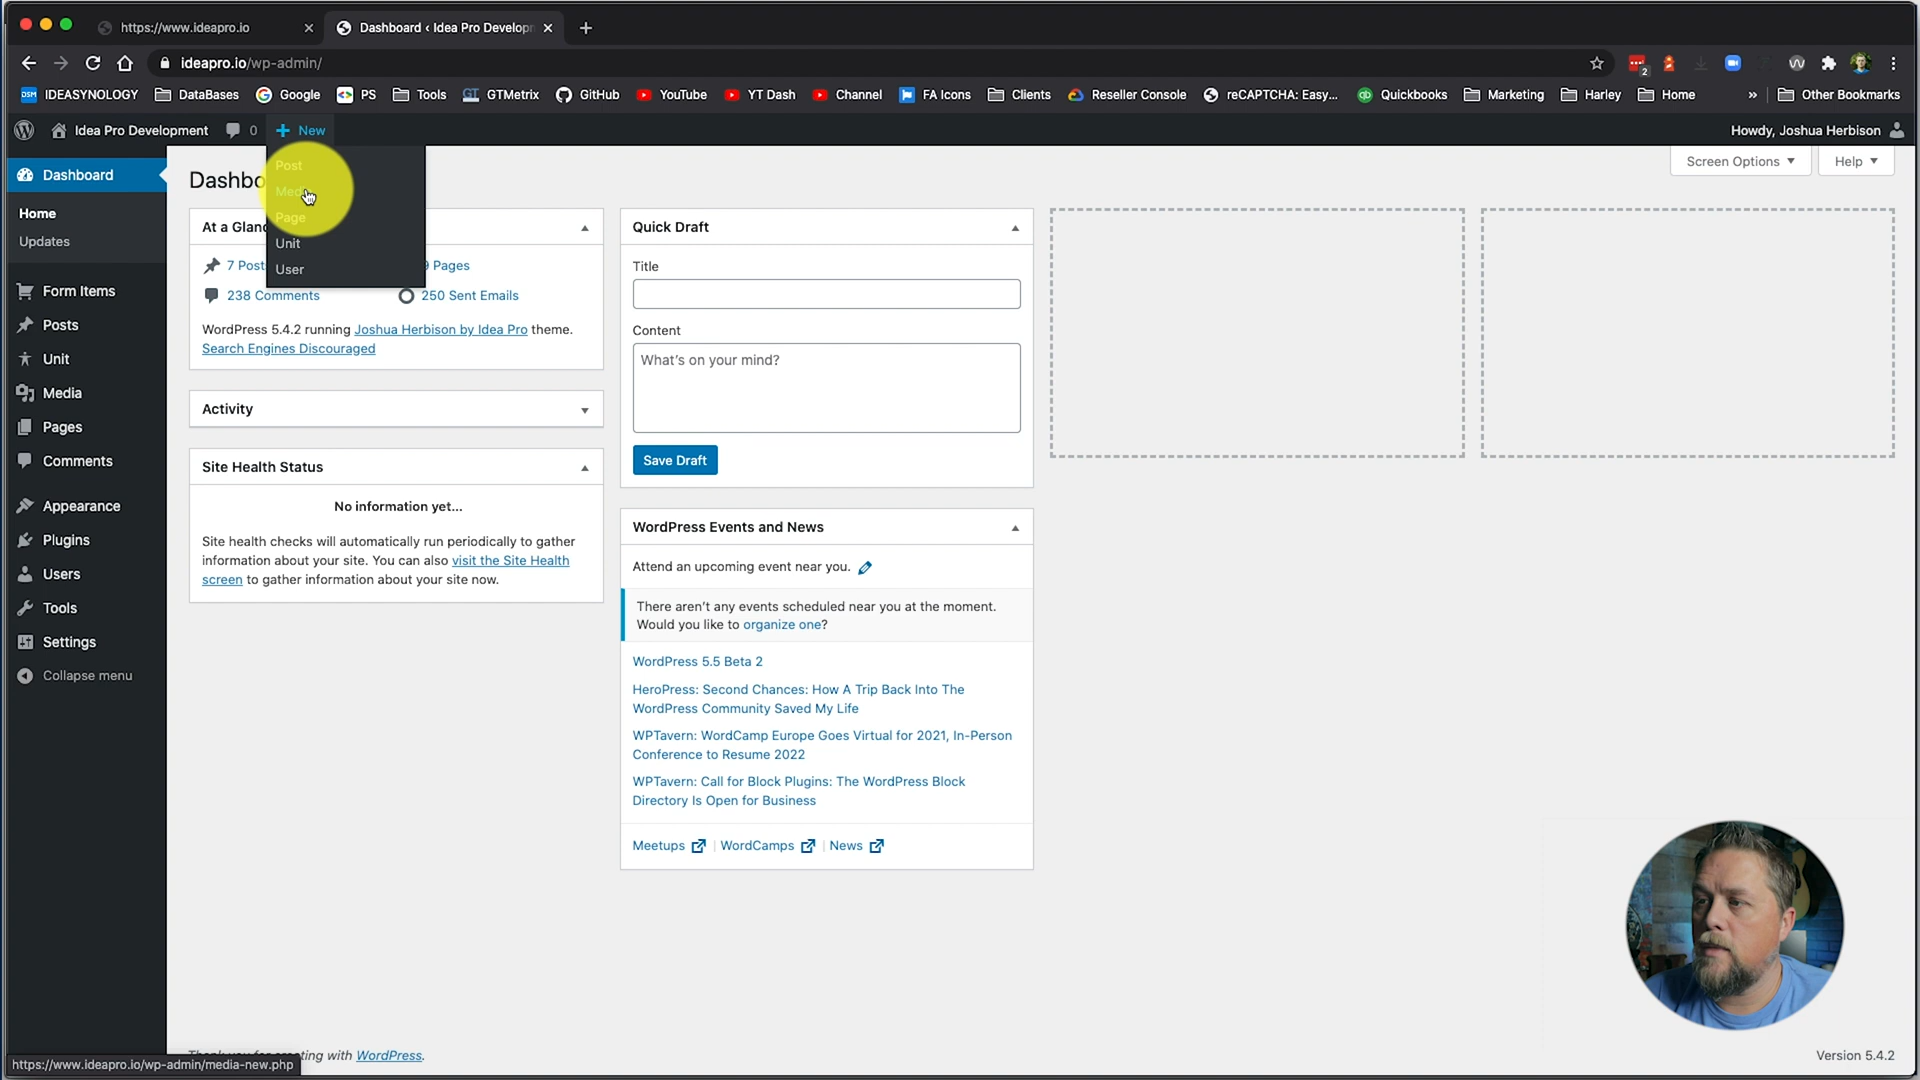 https://www.ideapro.io
Dashboard ‹ Idea Pro Develop
ideapro.io/wp-admin/
2
DSM IDEASYNOLOGY
DataBases
Google
PS
Tools
GT GTMetrix
GitHub
YouTube
YT Dash
Channel
FA Icons
Clients
Reseller Console
reCAPTCHA: Easy...
qb Quickbooks
Marketing
Harley
Home
»
Other Bookmarks
Idea Pro Development
0
+ New
Howdy, Joshua Herbison
Post
Page
Unit
User
Dashboard
Home
Updates
Form Items
Posts
Unit
Media
Pages
Comments
Appearance
Plugins
Users
Tools
Settings
Collapse menu
Screen Options
Help
7
Pages
238 Comments
250 Sent Emails
WordPress 5.4.2 running Joshua Herbison by Idea Pro theme.
Search Engines Discouraged
Activity
Site Health Status
No information yet...
Site health checks will automatically run periodically to gather
information about your site. You can also visit the Site Health
screen to gather information about your site now.
Quick Draft
Title
Content
What's on your mind?
Save Draft
WordPress Events and News
Attend an upcoming event near you.
There aren't any events scheduled near you at the moment.
Would you like to organize one?
WordPress 5.5 Beta 2
HeroPress: Second Chances: How A Trip Back Into The
WordPress Community Saved My Life
WPTavern: WordCamp Europe Goes Virtual for 2021, In-Person
Conference to Resume 2022
WPTavern: Call for Block Plugins: The WordPress Block
Directory Is Open for Business
Meetups | WordCamps | News
with WordPress.
Version 5.4.2
https://www.ideapro.io/wp-admin/media-new.php